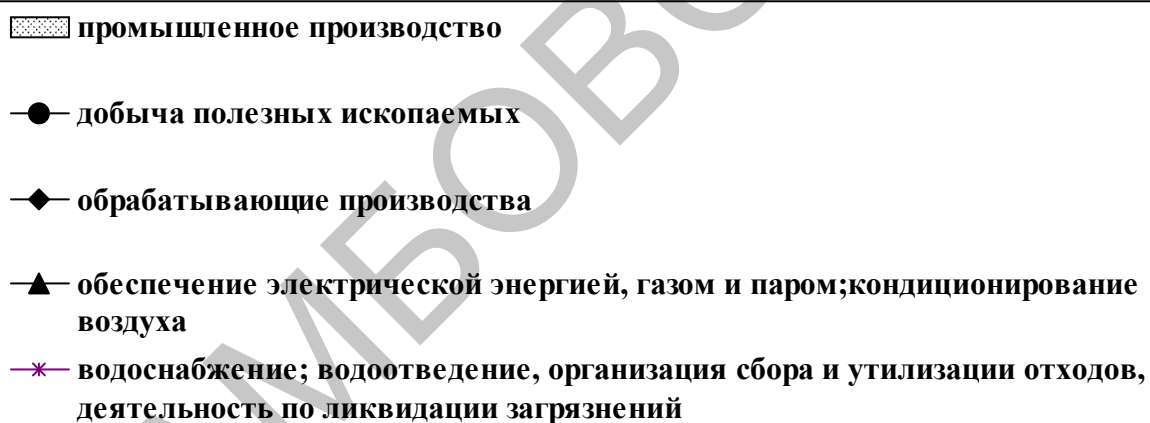 промышленное производство
добыча полезных ископаемых
обрабатывающие производства
обеспечение электрической энергией, газом и паром;кондиционирование
воздуха
водоснабжение; водоотведение, организация сбора и утилизации отходов,
деятельность по ликвидации загрязнений
МБОВ